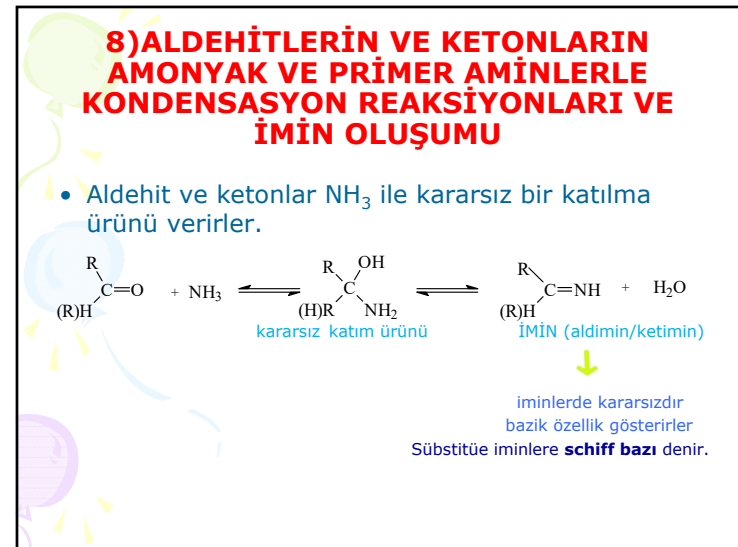 8)ALDEHİTLERİN VE KETONLARIN
AMONYAK VE PRİMER AMİNLERLE
KONDENSASYON REAKSİYONLARI VE
İMİN OLUŞUMU
• Aldehit ve ketonlar NH₃ ile kararsız bir katılma
ürünü verirler.
R
(R)H
C=O + NH₃
R OH
C
(H)R NH₂
R
(R)H
C=NH + H₂O
kararsız katım ürünü
İMİN (aldimin/ketimin)
iminlerde kararsızdır
bazik özellik gösterirler
Sübstitüe iminlere schiff bazı denir.